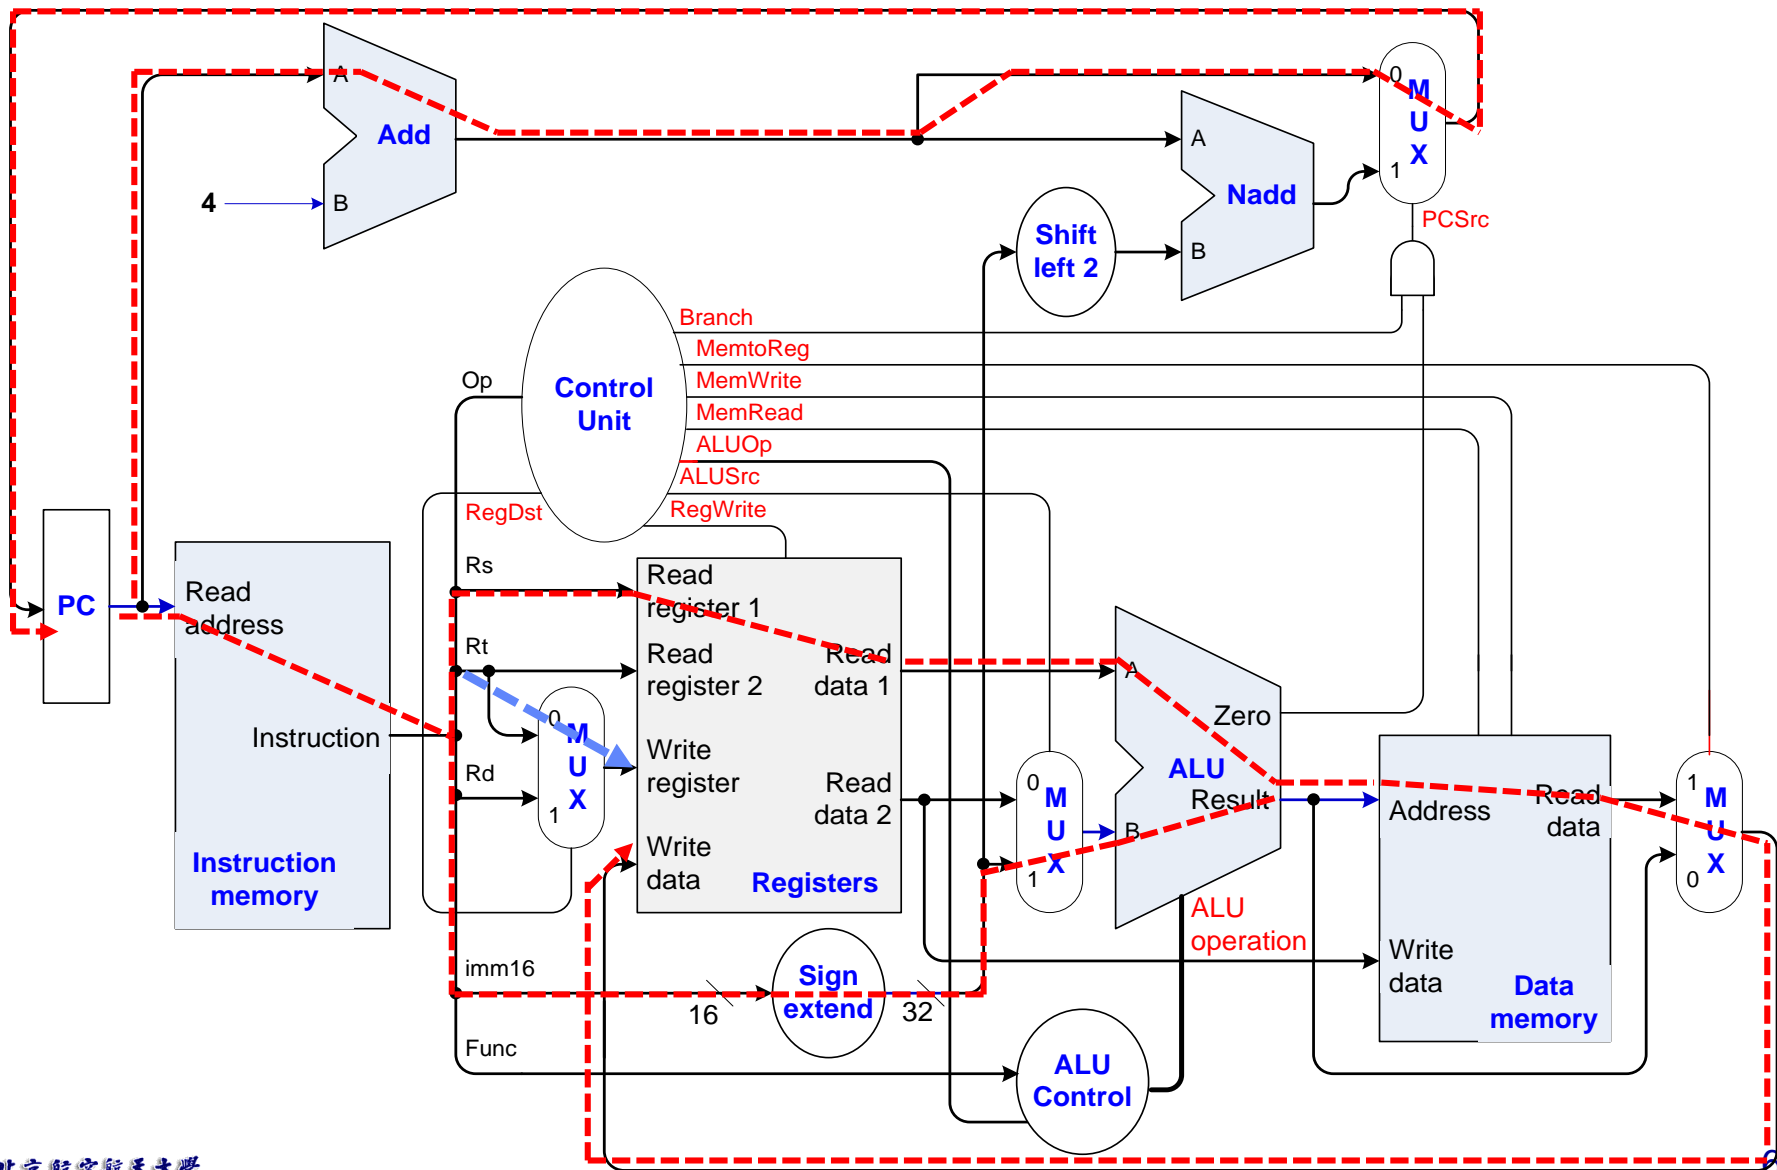 A
Add
4
B
0
M
U
X
1
A
Nadd
B
PCSrc
Shift
left 2
Branch
MemtoReg
MemWrite
MemRead
ALUOp
ALUSrc
RegWrite
RegDst
Op
Control
Unit
PC
Read
address
Instruction
Instruction
memory
Rs
Rt
Rd
imm16
Func
0
M
U
X
1
Read
register 1
Read
register 2
Write
register
Write
data
Read
data 1
Read
data 2
Registers
16
Sign
extend
32
0
M
U
X
1
A
Zero
ALU
Result
B
ALU
operation
ALU
Control
Address
Read
data
Write
data
Data
memory
1
M
U
X
0